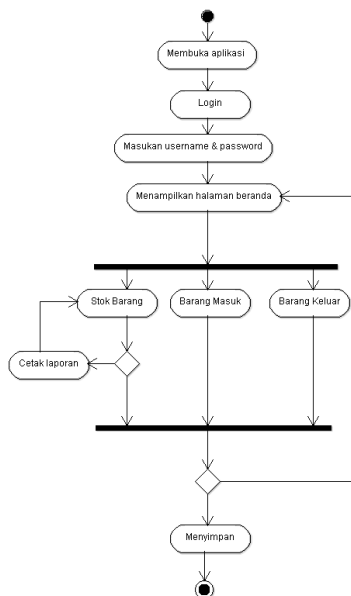 Membuka aplikasi
Login
Masukan username & password
Menampilkan halaman beranda
Stok Barang
Barang Masuk
Barang Keluar
Cetak laporan
Menyimpan